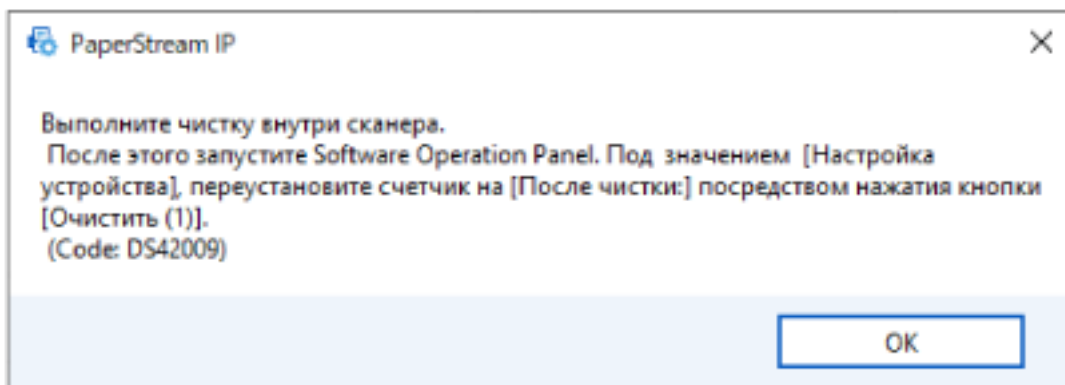 PaperStream IP
Выполните чистку внутри сканера.
После этого запустите Software Operation Panel. Под значением [Настройка
устройства], переустановите счетчик на [После чистки:] посредством нажатия кнопки
[Очистить (1)].
(Code: DS42009)
OK